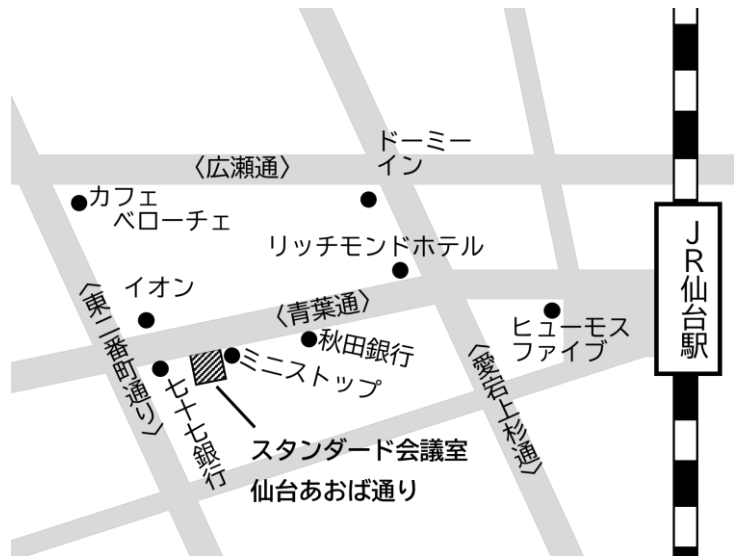 ドーミー
イン
〈広瀬通〉
カフェ
ベローチェ
リッチモンドホテル
JR仙台駅
イオン
〈青葉通〉
〈東二番町通り〉
秋田銀行
ヒューモス
ファイブ
ミニストップ
七十七銀行
〈愛宕上杉通〉
スタンダード会議室
仙台あおば通り